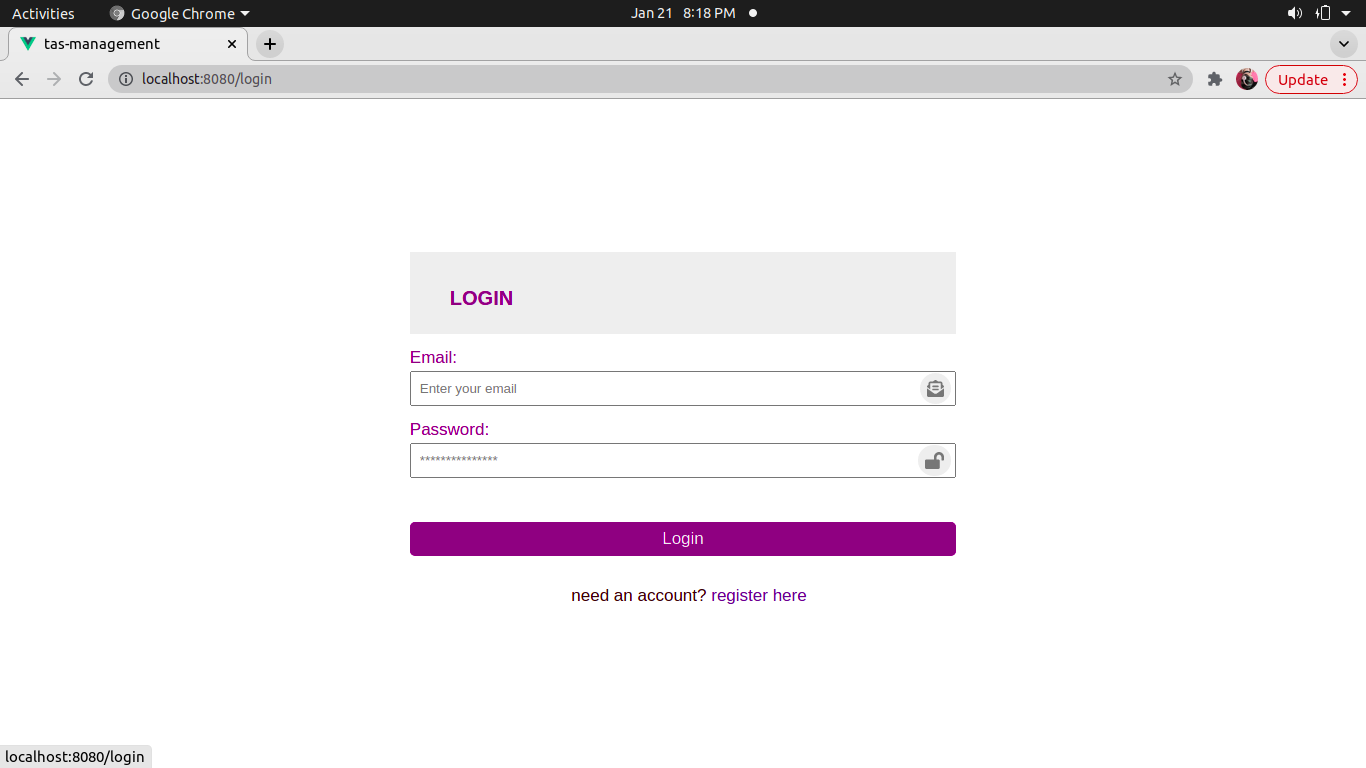 Activities Google Chrome Jan 21 8:18 PM
tas-management
localhost:8080/login Update
LOGIN
Email:
Enter your email
Password:
***************
Login
need an account? register here
localhost:8080/login